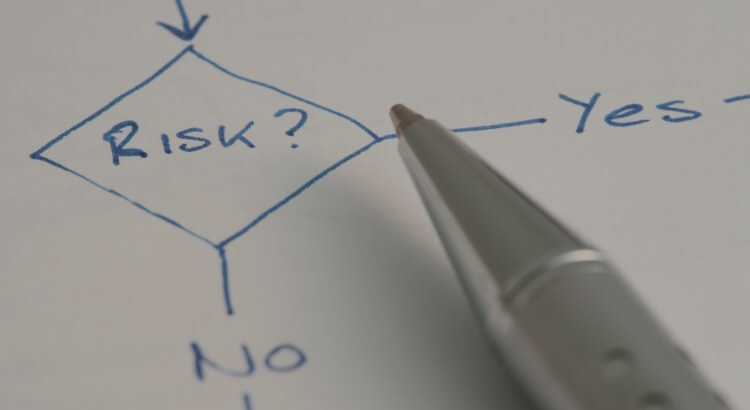 RISK?
Yes
No